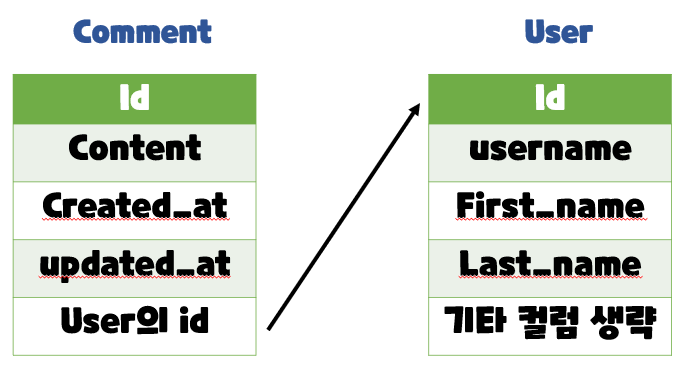 Comment
Id
Content
Created_at
updated_at
User의 id
User
Id
username
First_name
Last_name
기타 컬럼 생략